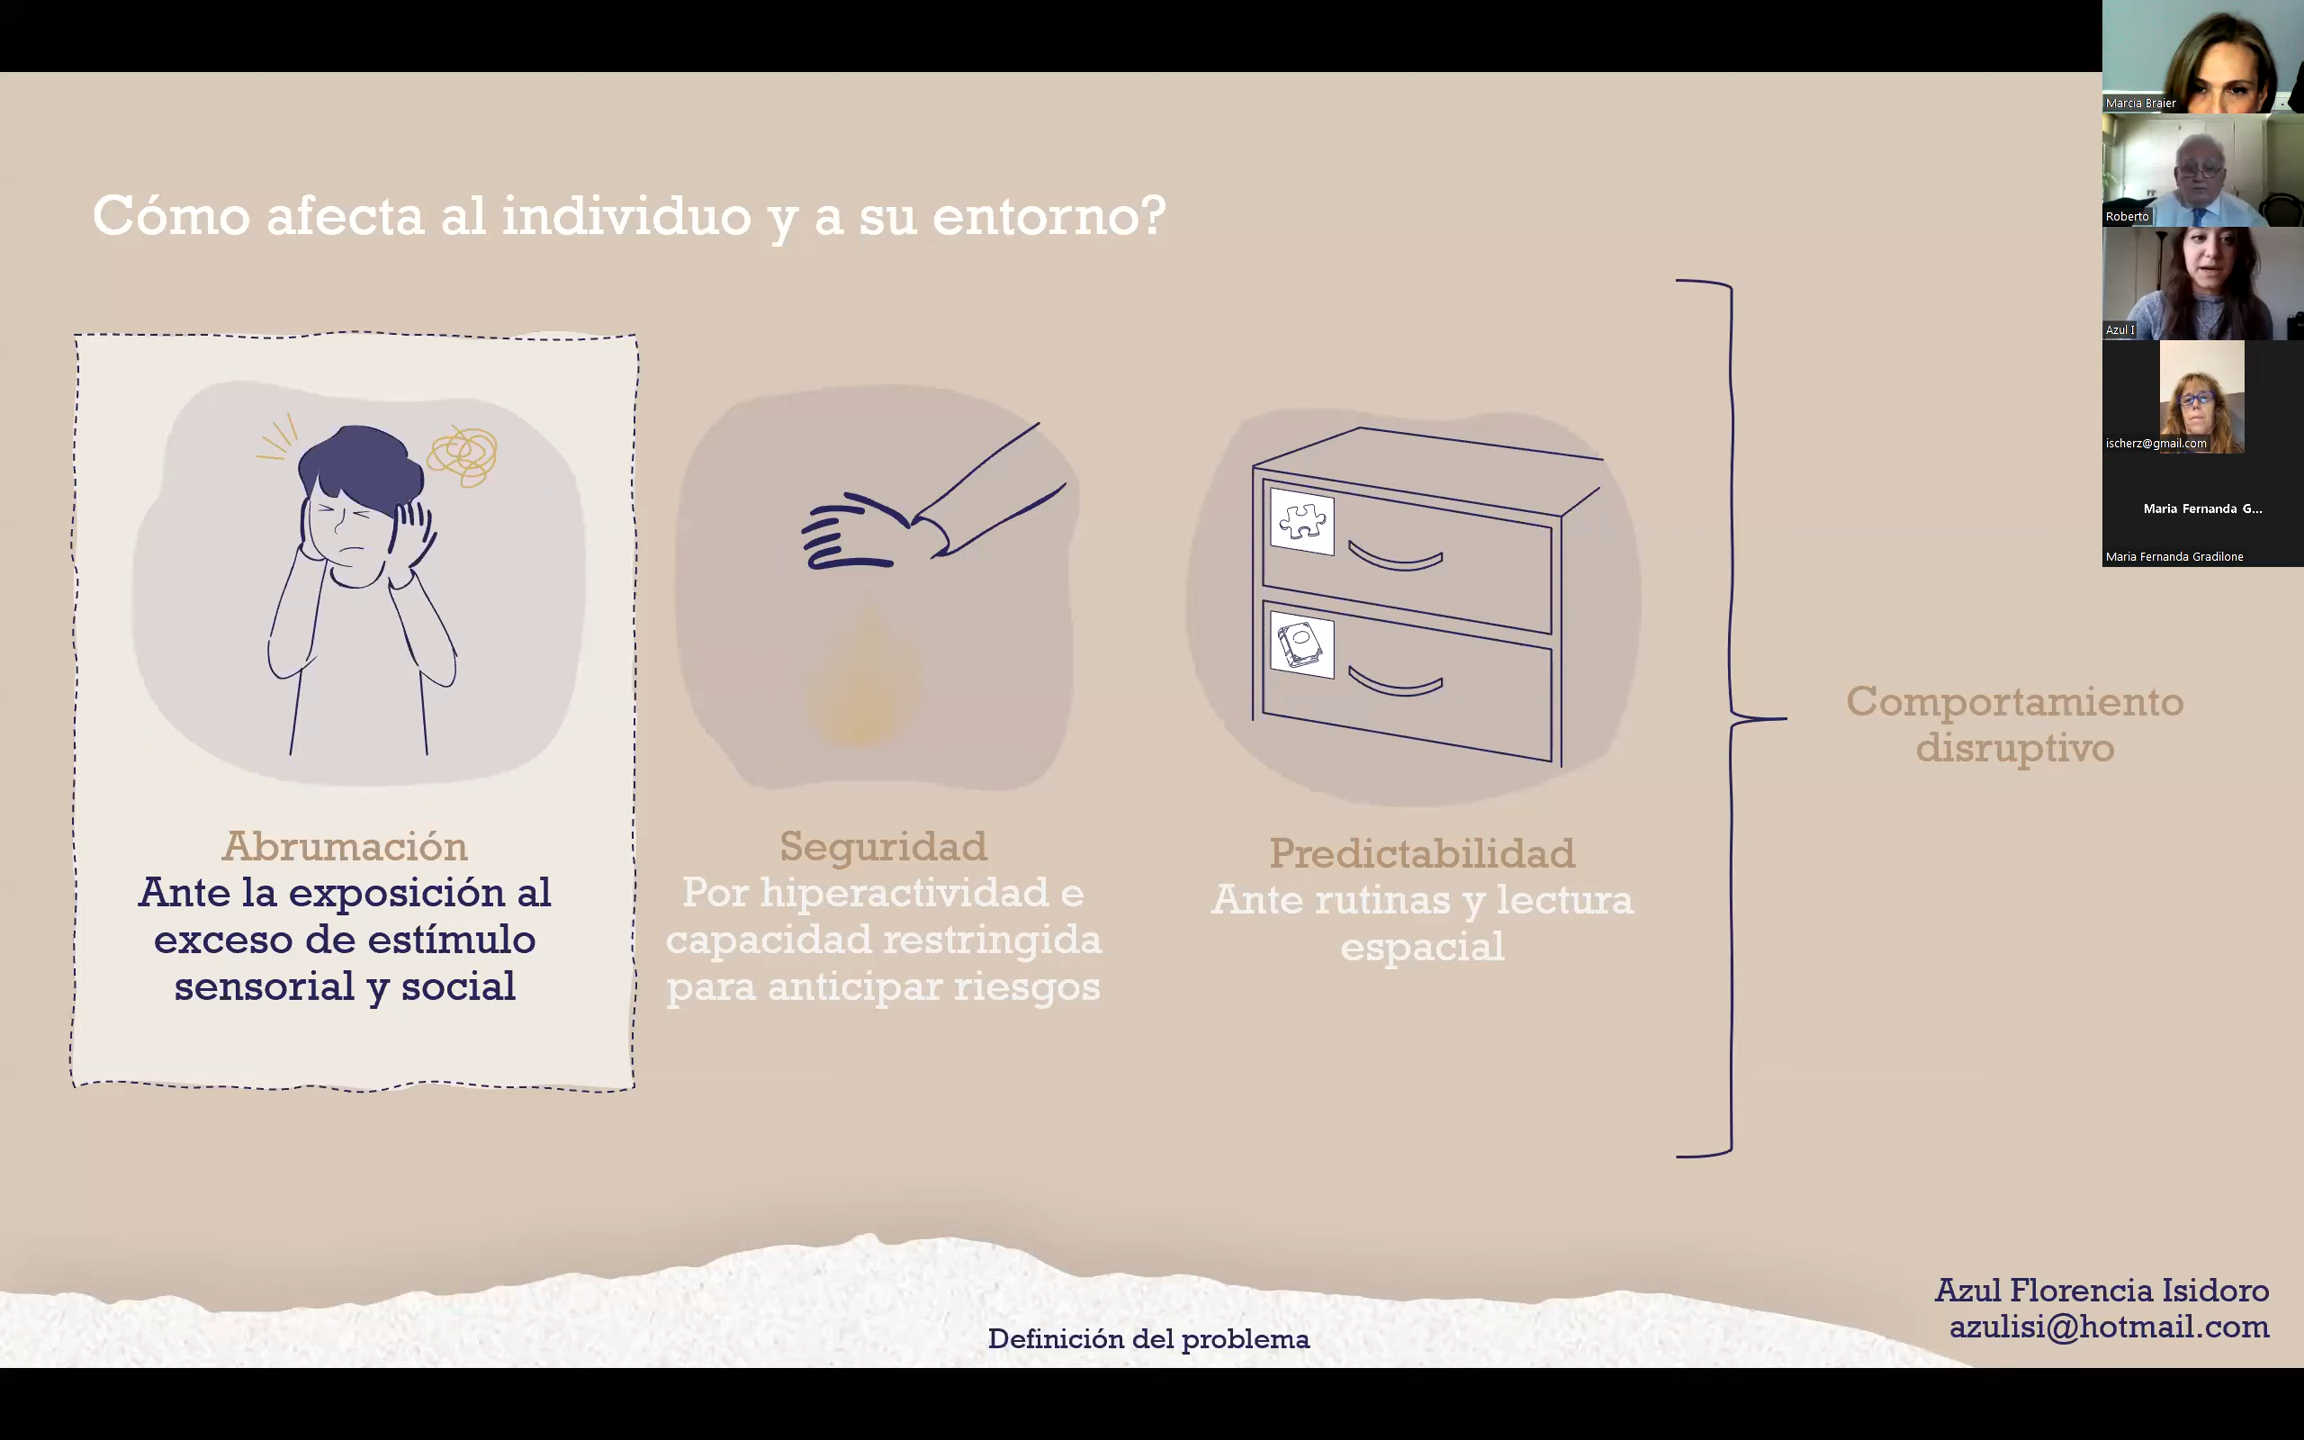 Cómo afecta al individuo y a su entorno?
Abrumación
Ante la exposición al
exceso de estímulo
sensorial y social
Seguridad
Por hiperactividad e
capacidad restringida
para anticipar riesgos
Predictabilidad
Ante rutinas y lectura
espacial
Comportamiento
disruptivo
Definición del problema
Azul Florencia Isidoro
azulisi@hotmail.com
Marcia Braier
Roberto
Azul I
ischerz@gmail.com
Maria Fernanda G...
Maria Fernanda Gradilone